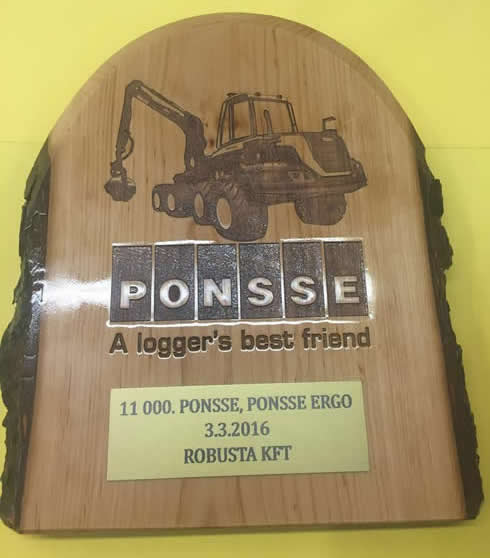 PONSSE
A logger's best friend
11 000. PONSSE, PONSSE ERGO
3.3.2016
ROBUSTA KFT